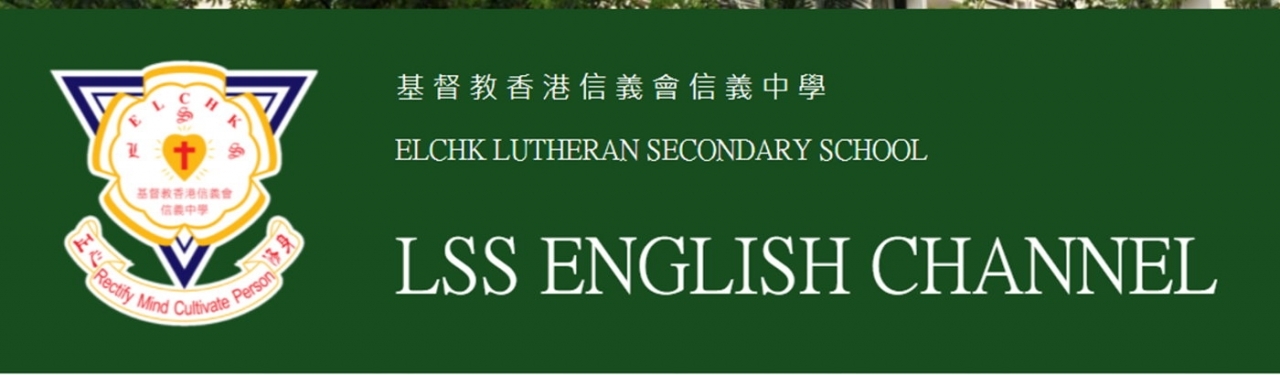 ELCHK
L S S
基督教香港信義會
信義中學
正心
修身
Rectify Mind Cultivate Person
基督教香港信義會信義中學
ELCHK LUTHERAN SECONDARY SCHOOL
LSS ENGLISH CHANNEL